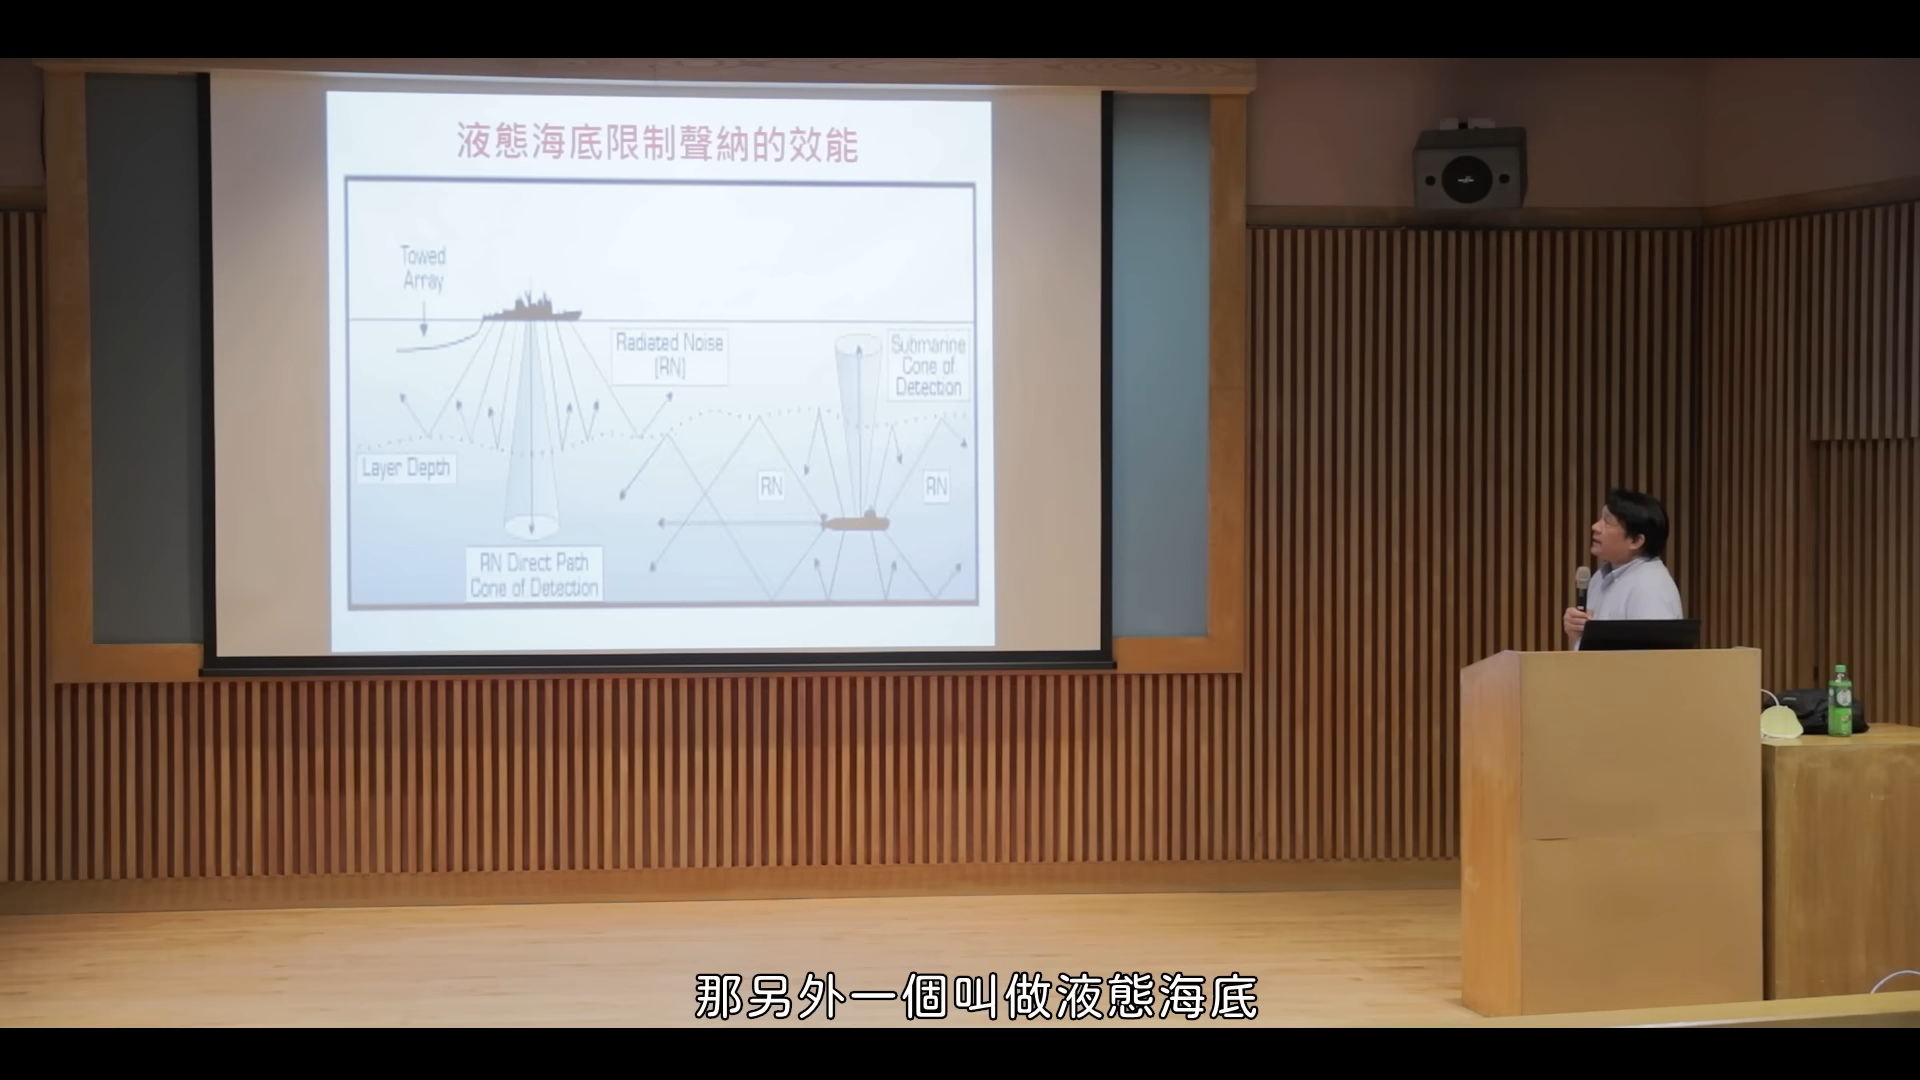 液態海底限制聲納的效能
Towed
Array
Radiated Noise
[RN]
Submarine
Cone of
Detection
Layer Depth
RN
RN
RN Direct Path
Cone of Detection
那另外一個叫做液態海底